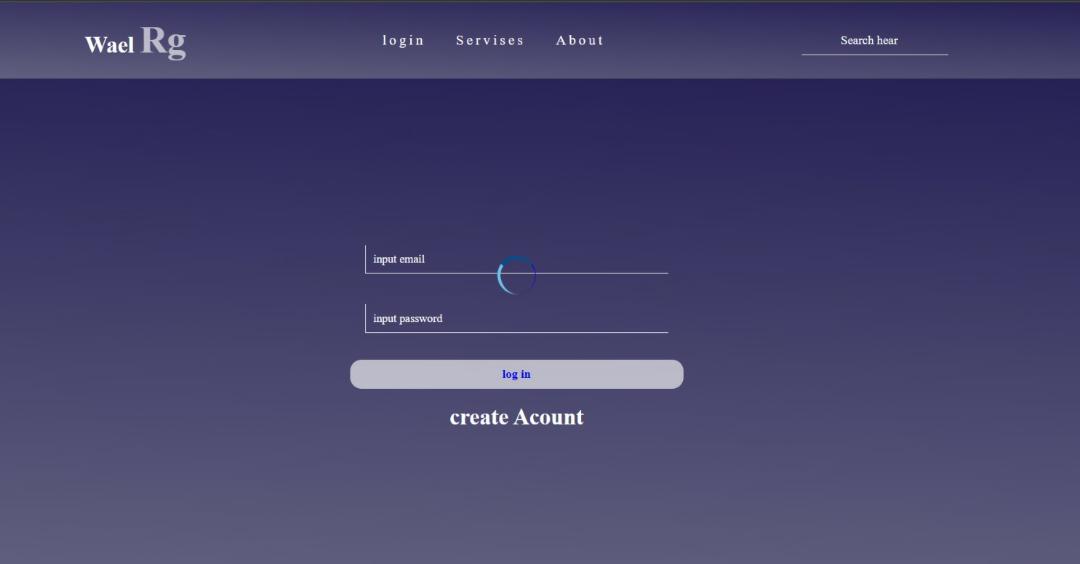 Wael Rg
login Servises About
Search hear
input email
input password
log in
create Acount